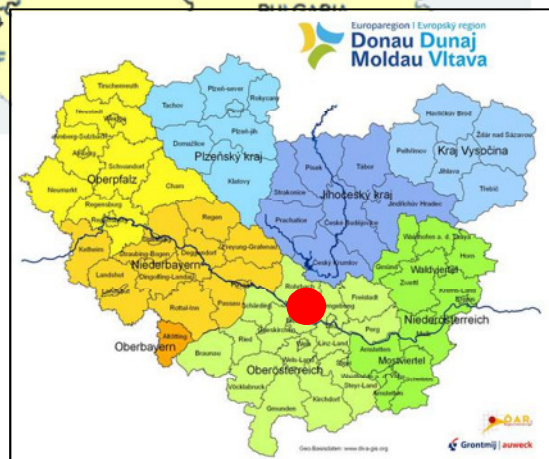 BULGARIA
Europaregion | Evropský region
Donau Dunaj
Moldau Vltava
Tirschenreuth
Plzeň-sever
Rokycany
Tachov
Plzeň-jih
Domažlice
Plzeňský kraj
Klatovy
Schwandorf
Oberpfalz
Neumarkt
Cham
Regensburg
Havlíčkův Brod
Žďár nad Sázavou
Pelhřimov
Kraj Vysočina
Jihlava
Třebíč
Písek
Tábor
Jihočeský kraj
Strakonice
Jindřichův Hradec
Prachatice
České Budějovice
Český Krumlov
Kelheim
Regen
Straubing-Bogen
Deggendorf
Freyung-Grafenau
Niederbayern
Dingolfing-Landau
Landshut
Rottal-Inn
Passau
Altötting
Oberbayern
Waidhofen a. d. Thaya
Horn
Gmünd
Waldviertel
Zwettl
Niederösterreich
Rohrbach
Freistadt
Schärding
Perg
Ried
Linz-Land
Wels-Land
Braunau
Oberösterreich
Amstetten
Mostviertel
Steyr-Land
Vöcklabruck
Kirchdorf
Gmunden
ÖAR
Grontmij | auweck